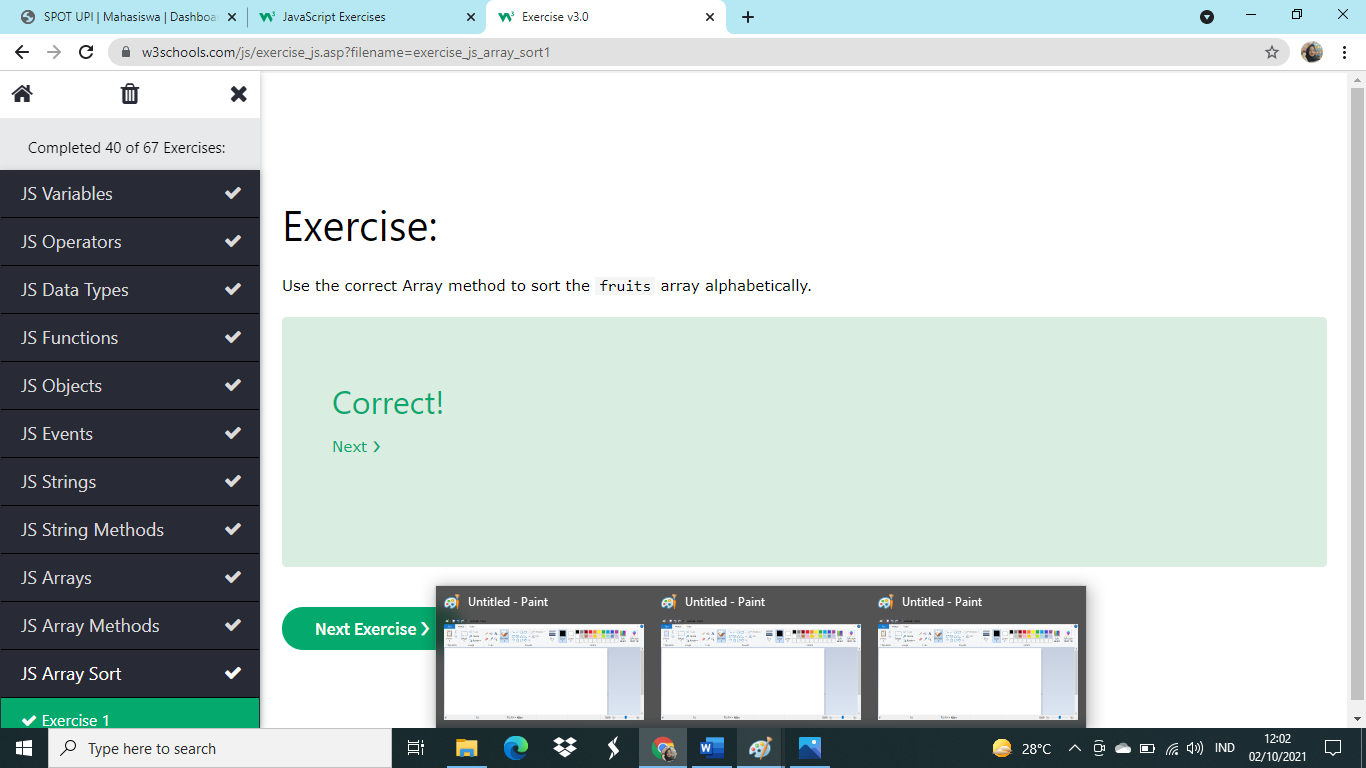 SPOT UPI | Mahasiswa | Dashboa
JavaScript Exercises
Exercise v3.0
w3schools.com/js/exercise_js.asp?filename=exercise_js_array_sort1
Completed 40 of 67 Exercises:
JS Variables
JS Operators
JS Data Types
JS Functions
JS Objects
JS Events
JS Strings
JS String Methods
JS Arrays
JS Array Methods
JS Array Sort
Exercise 1
Exercise:
Use the correct Array method to sort the fruits array alphabetically.
Correct!
Next ❯
Next Exercise ❯
Untitled - Paint
Untitled - Paint
Untitled - Paint
Type here to search
28°C
IND
12:02
02/10/2021